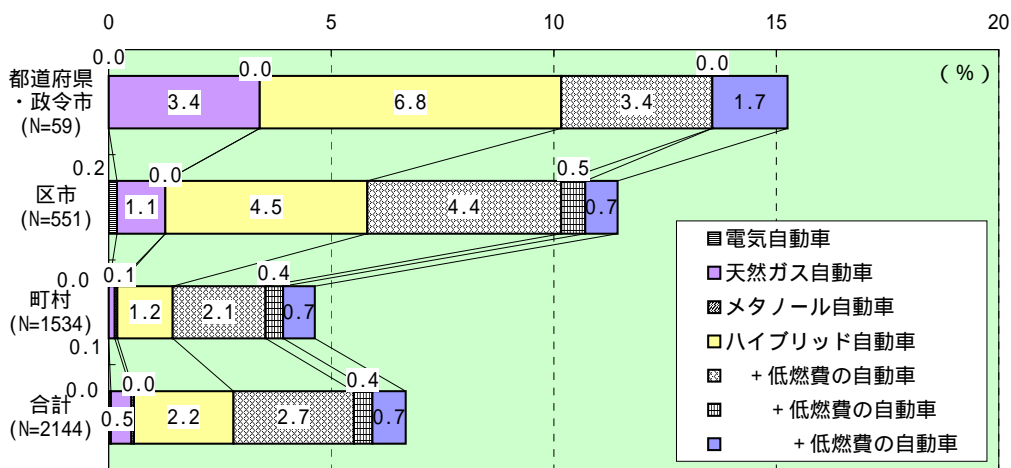 0 5 10 15 20
(%)
都道府県
・政令市
(N=59)
0.0 0.0 0.0
3.4 6.8 3.4 1.7
区市
(N=551)
0.2 0.0 0.5
1.1 4.5 4.4 0.7
町村
(N=1534)
0.0 0.1 0.4
1.2 2.1 0.7
0.1
合計
(N=2144)
0.0 0.0 0.4
0.5 2.2 2.7 0.7
電気自動車
天然ガス自動車
メタノール自動車
ハイブリッド自動車
+低燃費の自動車
+低燃費の自動車
+低燃費の自動車